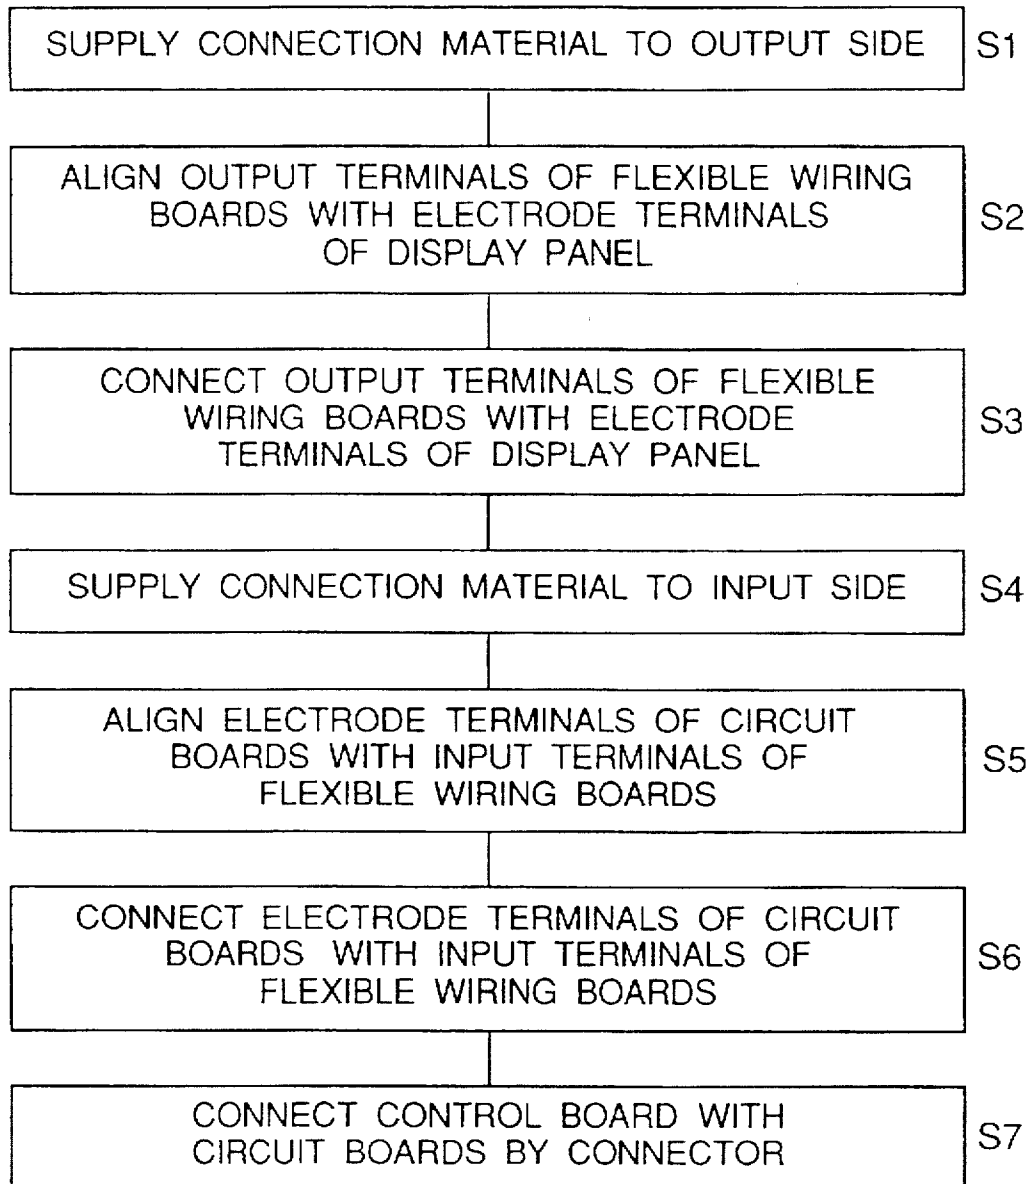 SUPPLY CONNECTION MATERIAL TO OUTPUT SIDE S1
ALIGN OUTPUT TERMINALS OF FLEXIBLE WIRING
BOARDS WITH ELECTRODE TERMINALS S2
OF DISPLAY PANEL
CONNECT OUTPUT TERMINALS OF FLEXIBLE
WIRING BOARDS WITH ELECTRODE S3
TERMINALS OF DISPLAY PANEL
SUPPLY CONNECTION MATERIAL TO INPUT SIDE S4
ALIGN ELECTRODE TERMINALS OF CIRCUIT
BOARDS WITH INPUT TERMINALS OF S5
FLEXIBLE WIRING BOARDS
CONNECT ELECTRODE TERMINALS OF CIRCUIT
BOARDS WITH INPUT TERMINALS OF S6
FLEXIBLE WIRING BOARDS
CONNECT CONTROL BOARD WITH S7
CIRCUIT BOARDS BY CONNECTOR